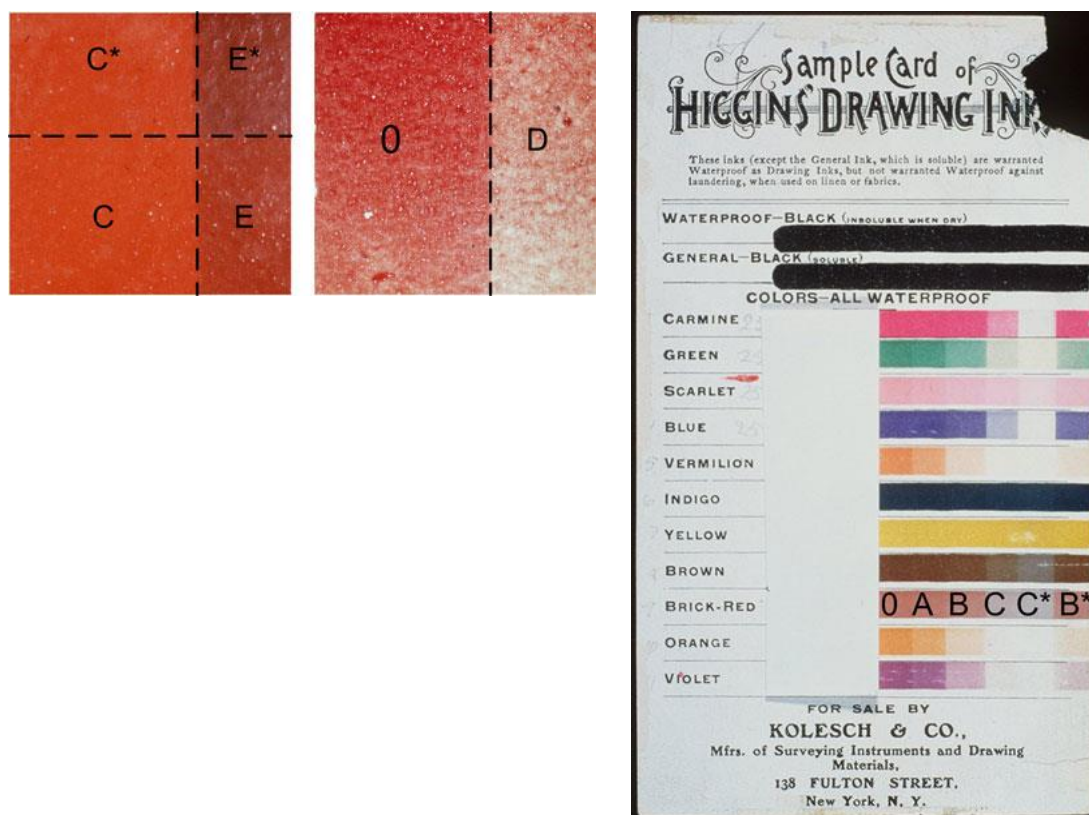 C* E*
C E
0 D
Sample Card of
HIGGINS' DRAWING
These inks (except the General Ink, which is soluble) are warranted
Waterproof as Drawing Inks, but not warranted Waterproof against
laundering, when used on linen or fabrics.
WATERPROOF—BLACK (INSOLUBLE WHEN DRY)
GENERAL—BLACK (SOLUBLE)
COLORS—ALL WATERPROOF
CARMINE
GREEN
SCARLET
BLUE
VERMILION
INDIGO
YELLOW
BROWN
BRICK-RED 0 A B C C* B*
ORANGE
VIOLET
FOR SALE BY
KOLESCH & CO.,
Mfrs. of Surveying Instruments and Drawing
Materials,
138 FULTON STREET,
New York, N. Y.